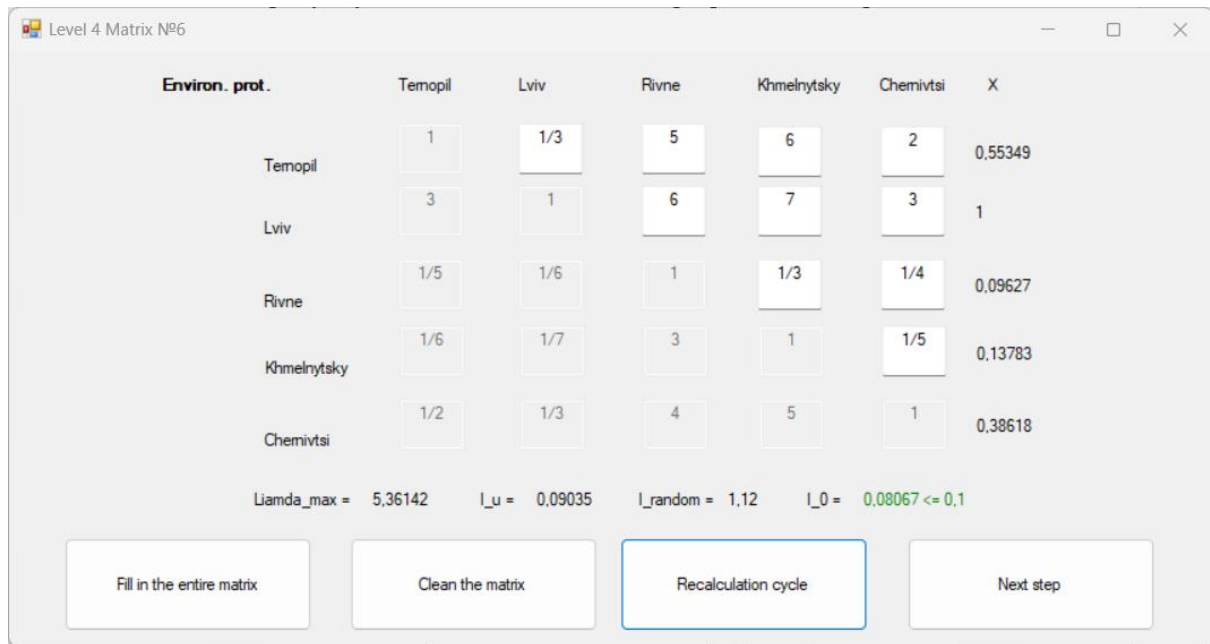 Level 4 Matrix №6
Environ. prot. Ternopil Lviv Rivne Khmelnytsky Chernivtsi X
Ternopil 1 1/3 5 6 2 0,55349
Lviv 3 1 6 7 3 1
Rivne 1/5 1/6 1 1/3 1/4 0,09627
Khmelnytsky 1/6 1/7 3 1 1/5 0,13783
Chernivtsi 1/2 1/3 4 5 1 0,38618
Liamda_max = 5,36142 I_u = 0,09035 I_random = 1,12 I_0 = 0,08067 <= 0,1
Fill in the entire matrix Clean the matrix Recalculation cycle Next step